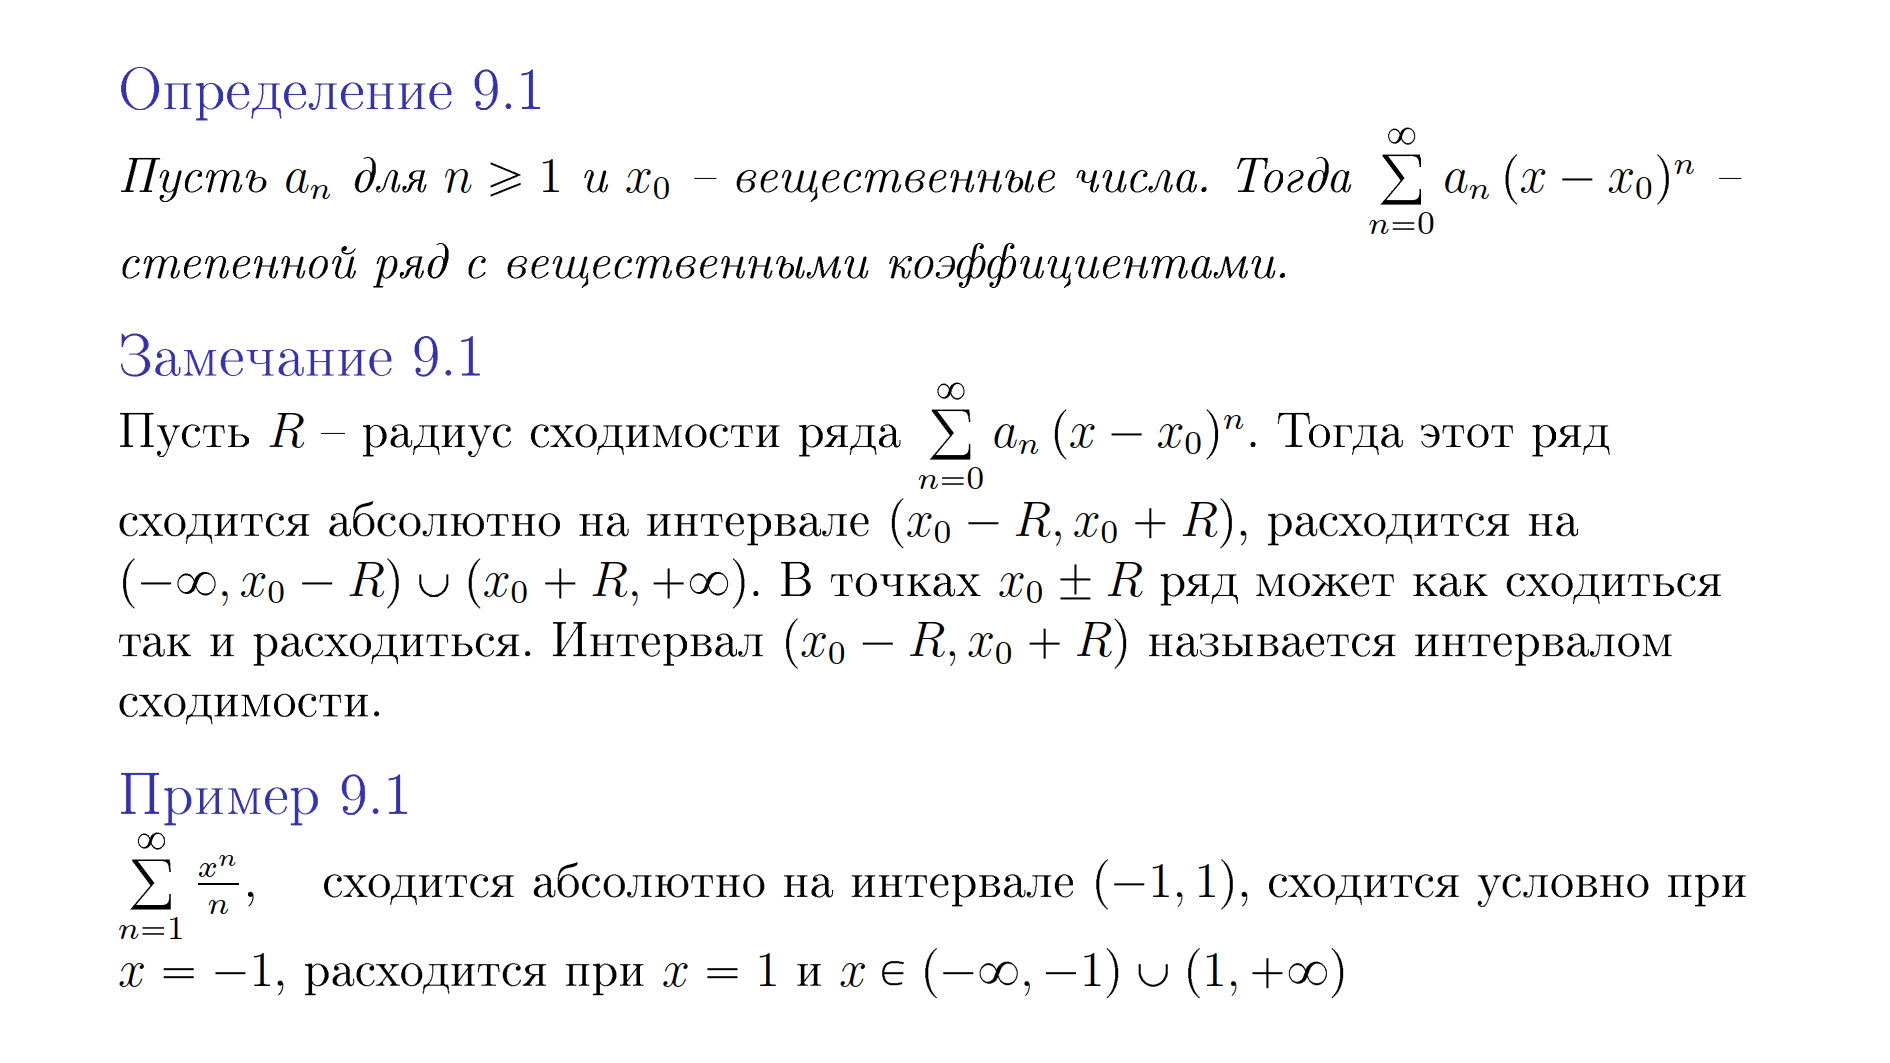 Определение 9.1
Пусть $a_n$ для $n \geqslant 1$ и $x_0$ – вещественные числа. Тогда $\sum\limits_{n=0}^{\infty} a_n (x - x_0)^n$ –
степенной ряд с вещественными коэффициентами.
Замечание 9.1
Пусть $R$ – радиус сходимости ряда $\sum\limits_{n=0}^{\infty} a_n (x - x_0)^n$. Тогда этот ряд
сходится абсолютно на интервале $(x_0 - R, x_0 + R)$, расходится на
$(-\infty, x_0 - R) \cup (x_0 + R, +\infty)$. В точках $x_0 \pm R$ ряд может как сходиться
так и расходиться. Интервал $(x_0 - R, x_0 + R)$ называется интервалом
сходимости.
Пример 9.1
$\sum\limits_{n=1}^{\infty} \frac{x^n}{n}$, сходится абсолютно на интервале $(-1, 1)$, сходится условно при
$x = -1$, расходится при $x = 1$ и $x \in (-\infty, -1) \cup (1, +\infty)$